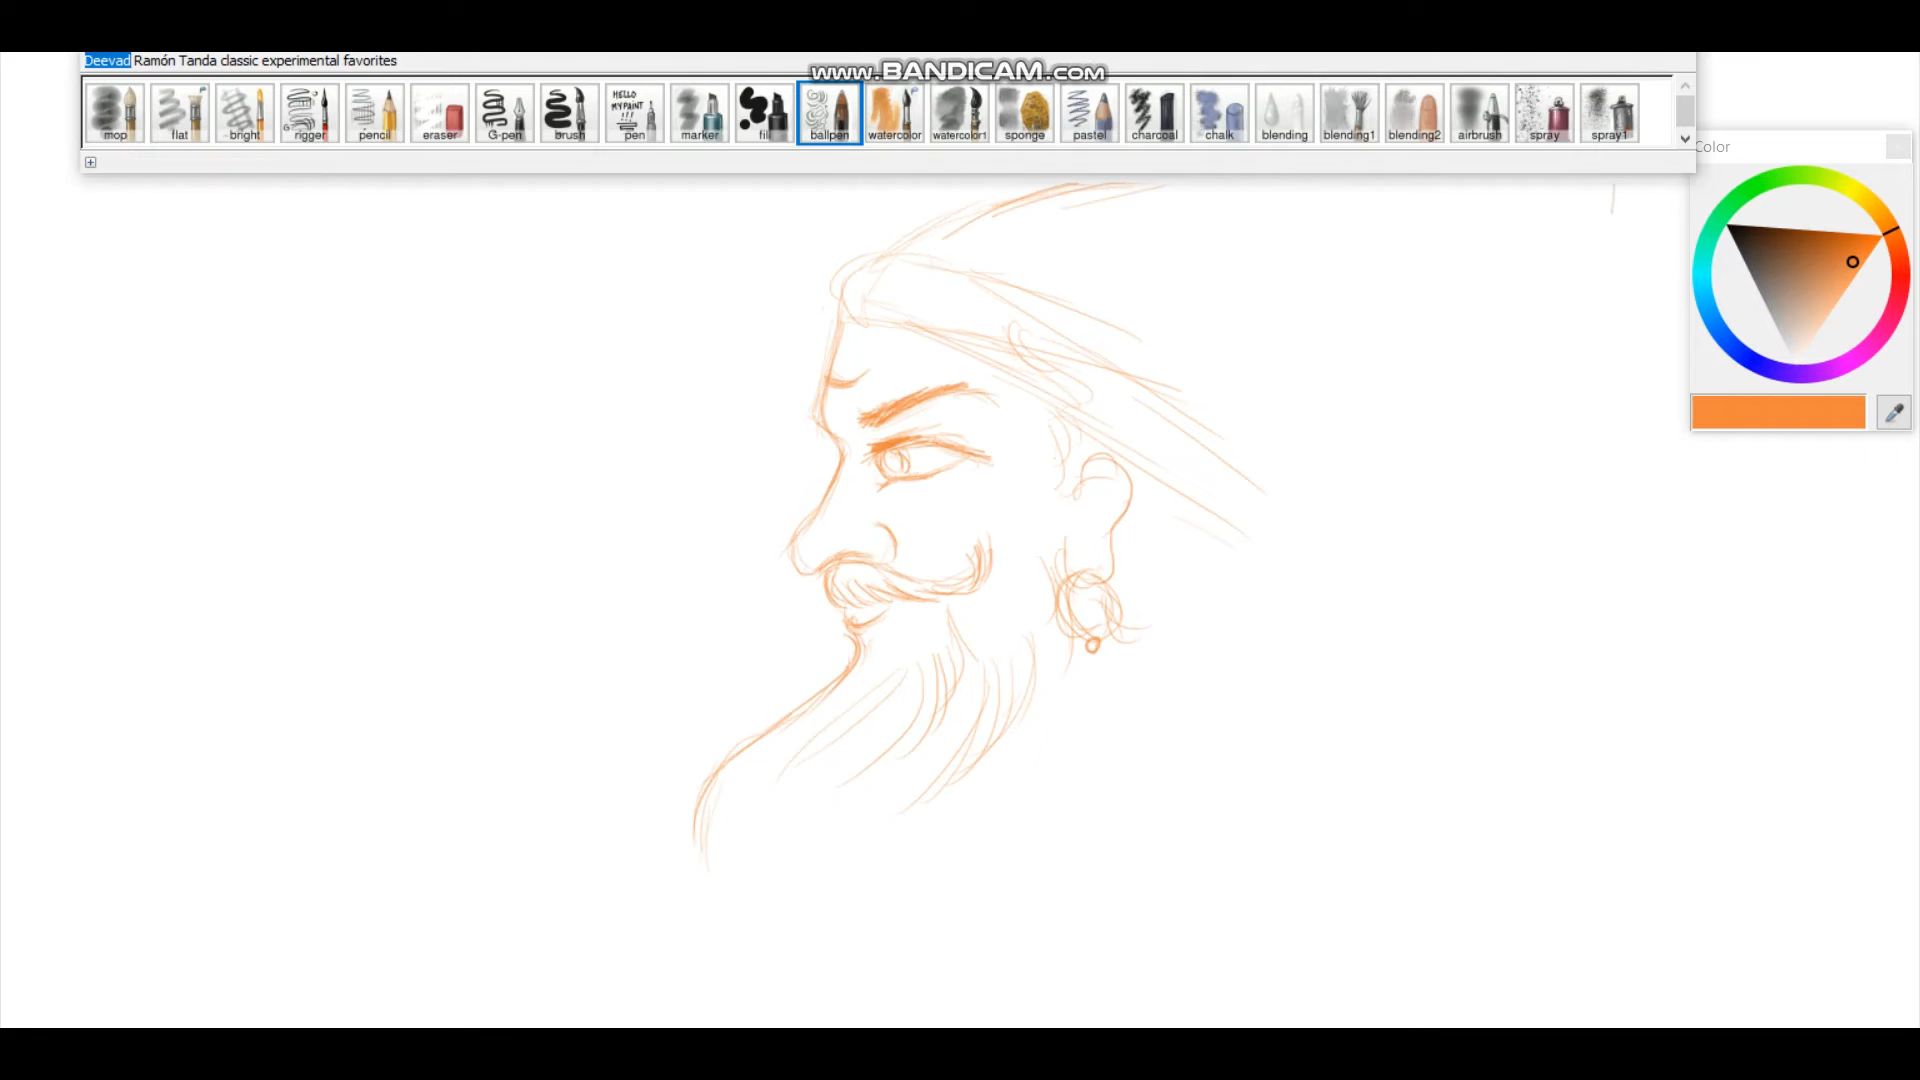 Deevad Ramón Tanda classic experimental favorites
www.BANDICAM.com
HELLO
MYPAINT
!!!
mop flat bright rigger pencil eraser G-pen brush pen marker fill ballpen watercolor watercolor1 sponge pastel charcoal chalk blending blending1 blending2 airbrush spray spray1
Color